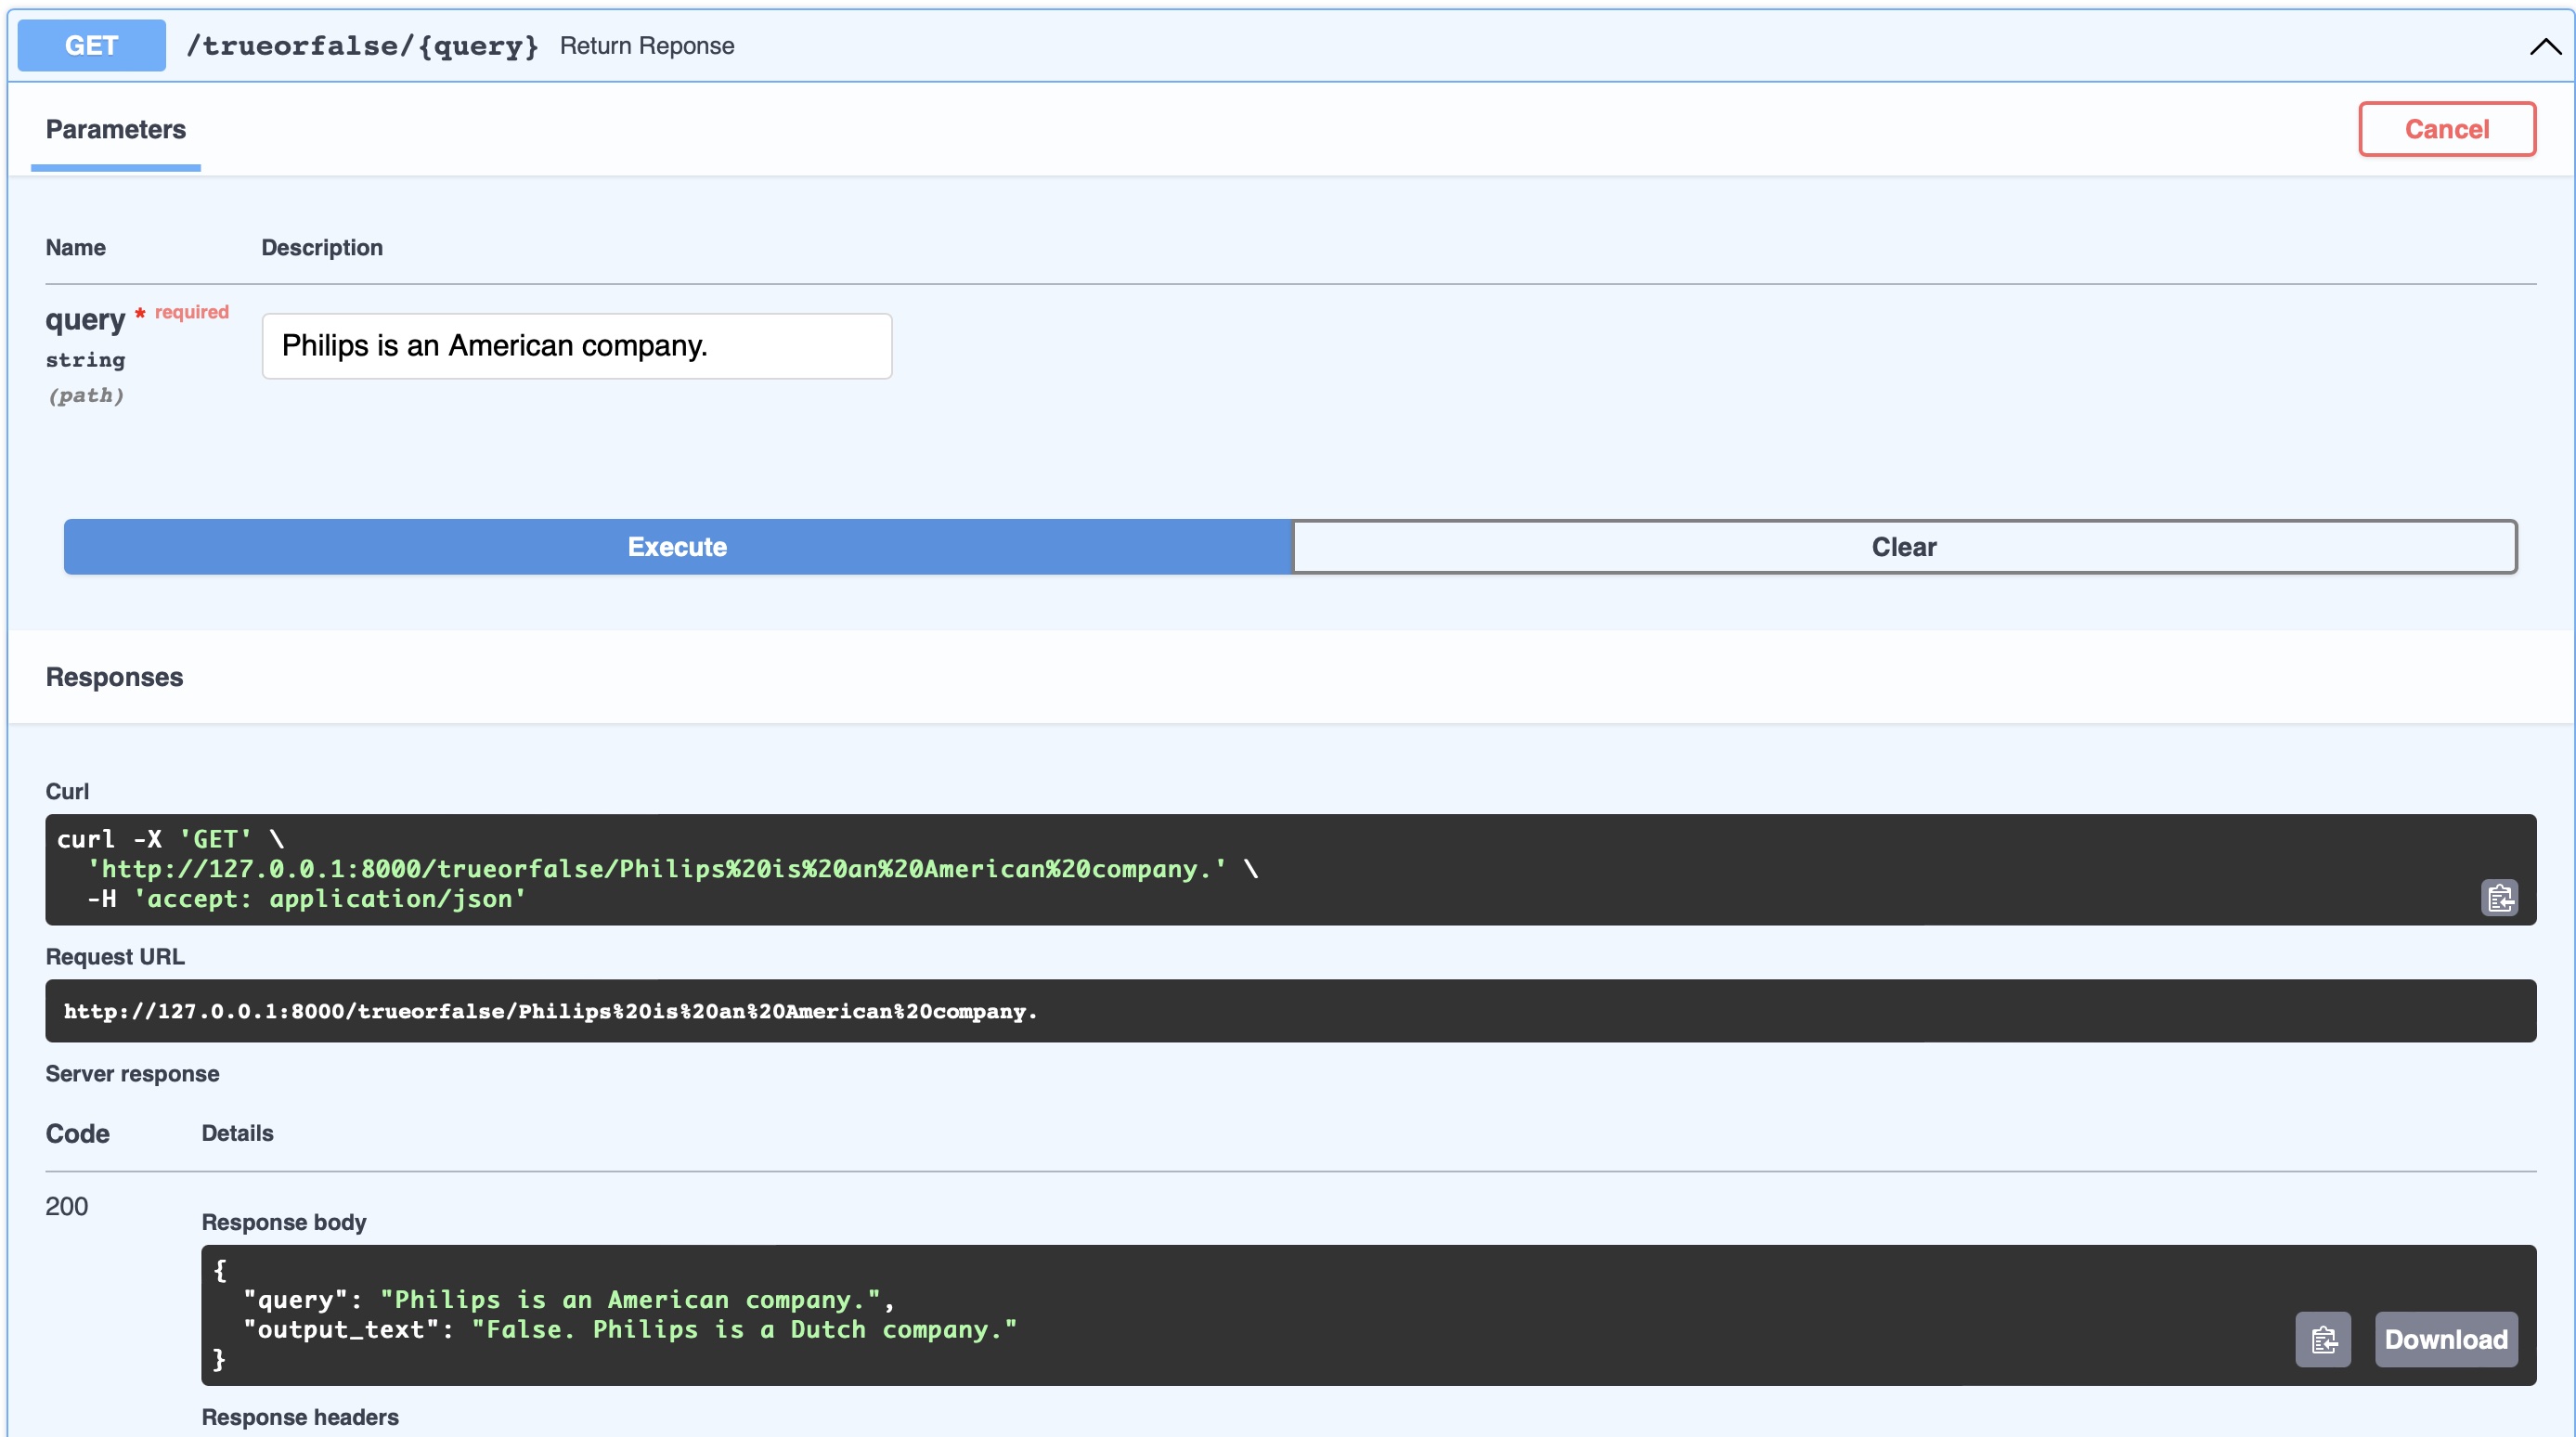 GET /trueorfalse/{query} Return Reponse
Parameters
Cancel
Name Description
query * required
string
(path)
Philips is an American company.
Execute
Clear
Responses
Curl
curl -X 'GET' \
  'http://127.0.0.1:8000/trueorfalse/Philips%20is%20an%20American%20company.' \
  -H 'accept: application/json'
Request URL
http://127.0.0.1:8000/trueorfalse/Philips%20is%20an%20American%20company.
Server response
Code Details
200
Response body
{
  "query": "Philips is an American company.",
  "output_text": "False. Philips is a Dutch company."
}
Download
Response headers